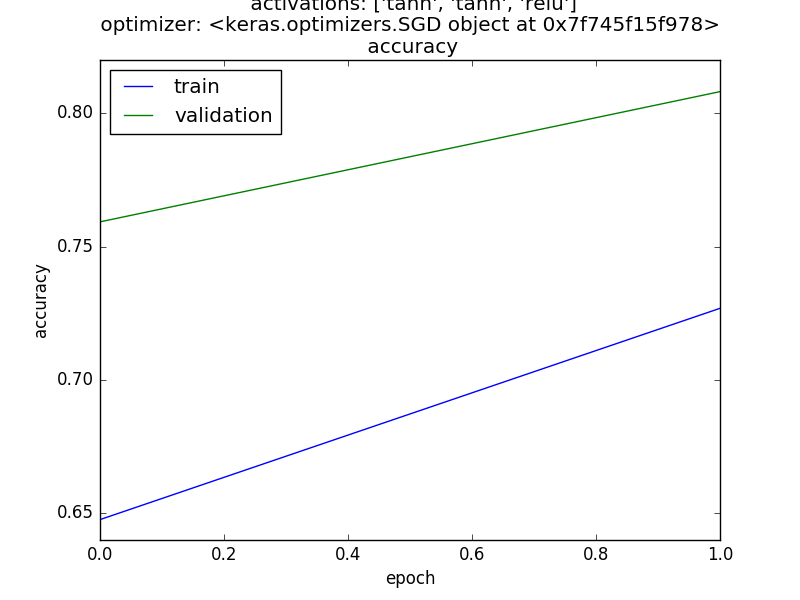 activations: ['tanh', 'tanh', 'relu']
optimizer: <keras.optimizers.SGD object at 0x7f745f15f978>
accuracy
train
validation
0.80
0.75
0.70
0.65
accuracy
0.0 0.2 0.4 0.6 0.8 1.0
epoch